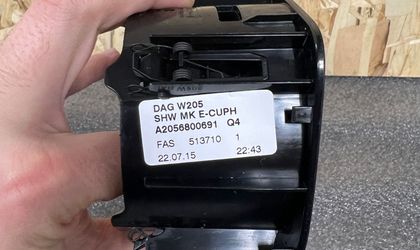 DAG W205
SHW MK E-CUPH
A2056800691 Q4
FAS 513710 1
22.07.15 22:43